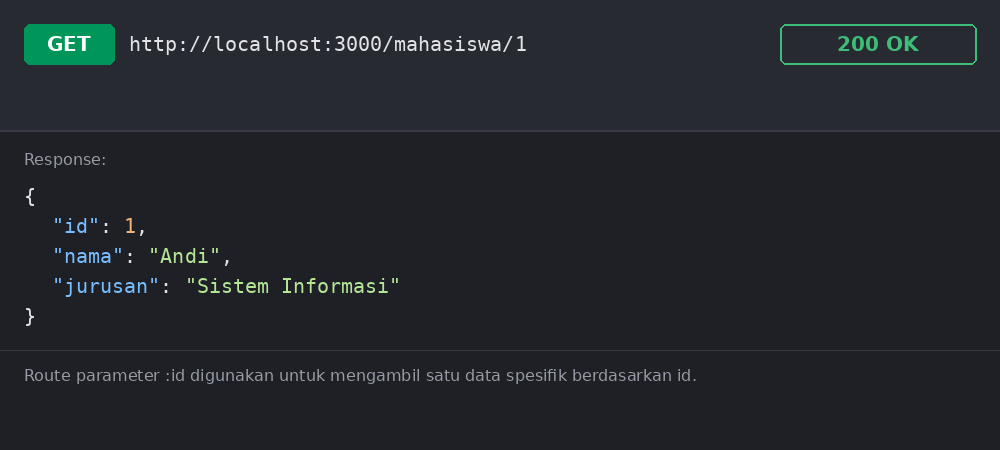 GET http://localhost:3000/mahasiswa/1 200 OK
Response:
{
"id": 1,
"nama": "Andi",
"jurusan": "Sistem Informasi"
}
Route parameter :id digunakan untuk mengambil satu data spesifik berdasarkan id.